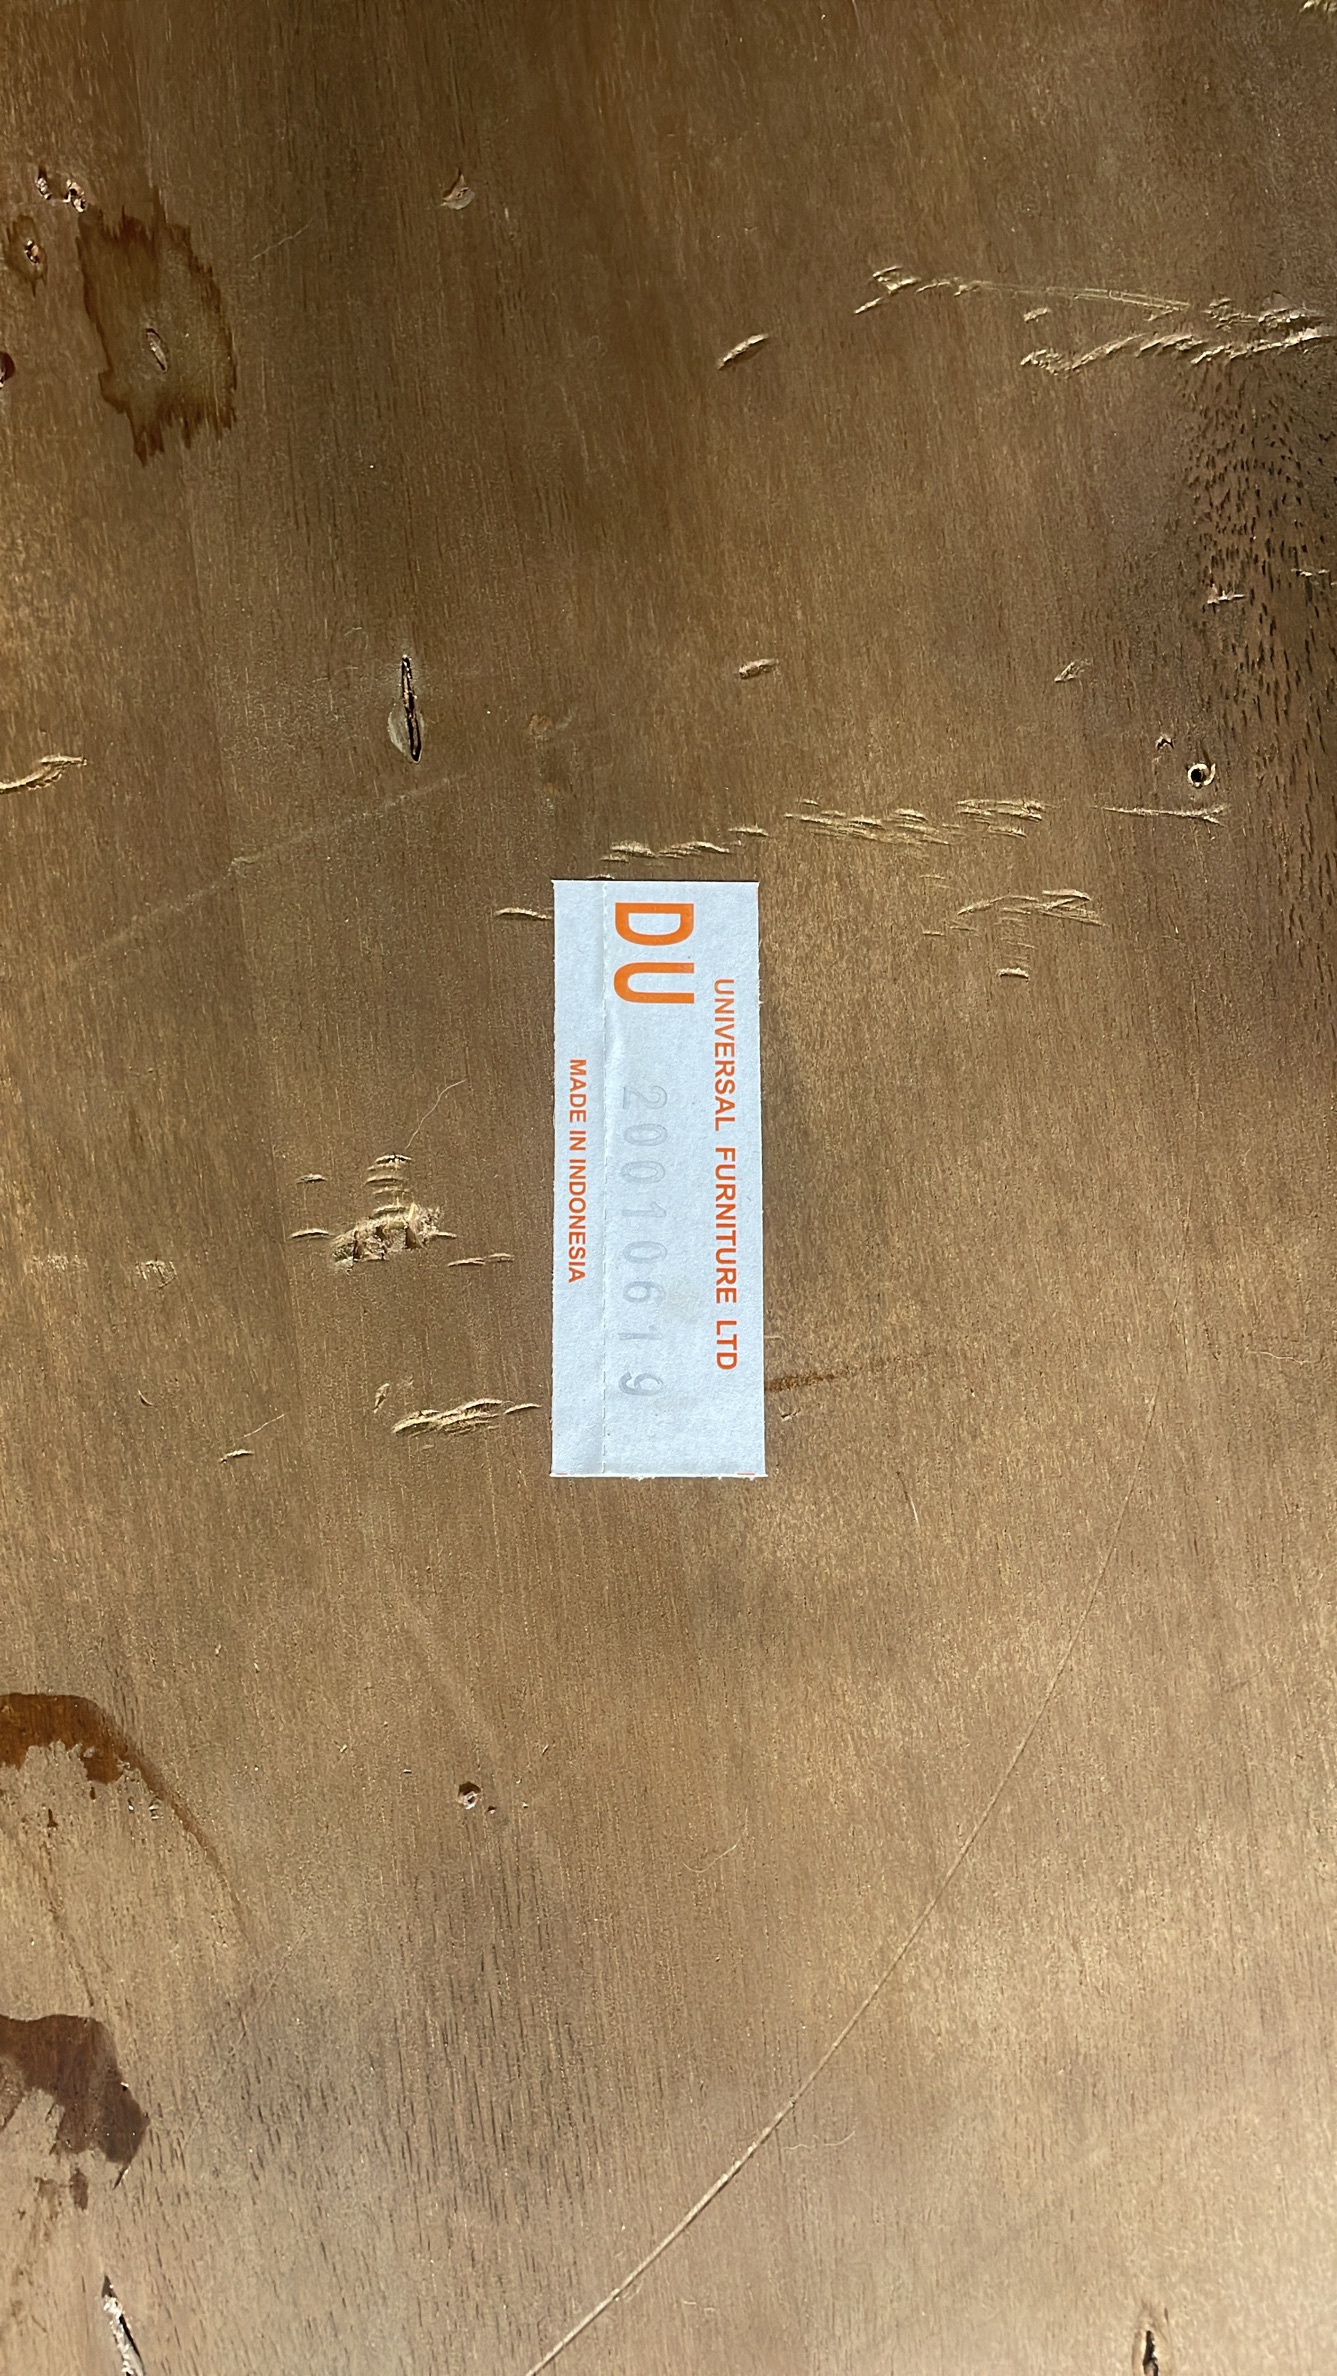 UNIVERSAL FURNITURE LTD
DU 20010619
MADE IN INDONESIA